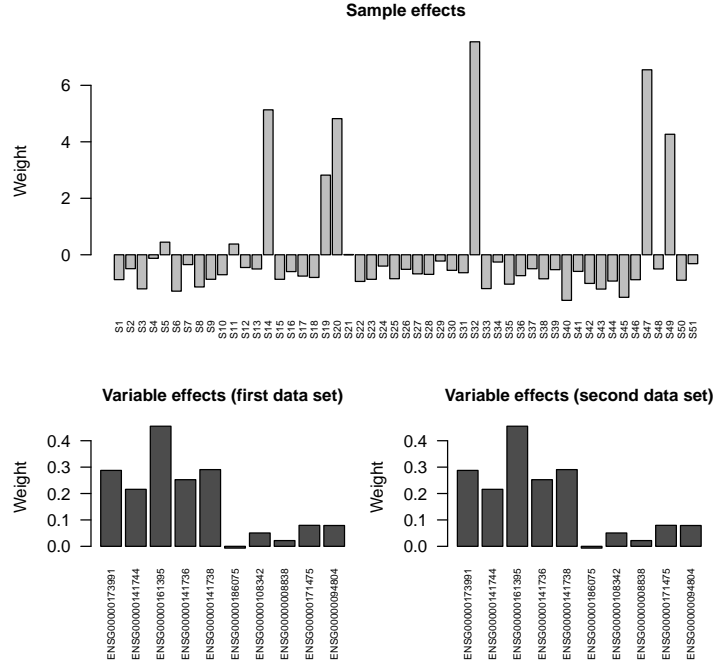 Sample effects
Weight
6
4
2
0
S1 S2 S3 S4 S5 S6 S7 S8 S9 S10 S11 S12 S13 S14 S15 S16 S17 S18 S19 S20 S21 S22 S23 S24 S25 S26 S27 S28 S29 S30 S31 S32 S33 S34 S35 S36 S37 S38 S39 S40 S41 S42 S43 S44 S45 S46 S47 S48 S49 S50 S51
Variable effects (first data set)
Weight
0.4
0.3
0.2
0.1
0.0
ENSG00000173991
ENSG00000141744
ENSG00000161395
ENSG00000141736
ENSG00000141738
ENSG00000186075
ENSG00000108342
ENSG00000008838
ENSG00000171475
ENSG00000094804
Variable effects (second data set)
Weight
0.4
0.3
0.2
0.1
0.0
ENSG00000173991
ENSG00000141744
ENSG00000161395
ENSG00000141736
ENSG00000141738
ENSG00000186075
ENSG00000108342
ENSG00000008838
ENSG00000171475
ENSG00000094804